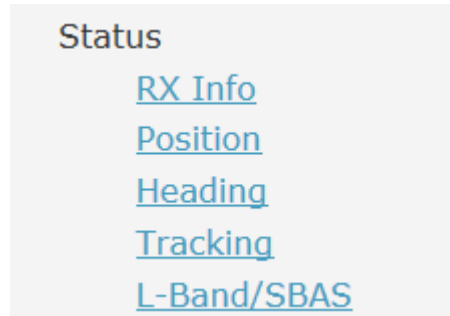 Status
RX Info
Position
Heading
Tracking
L-Band/SBAS